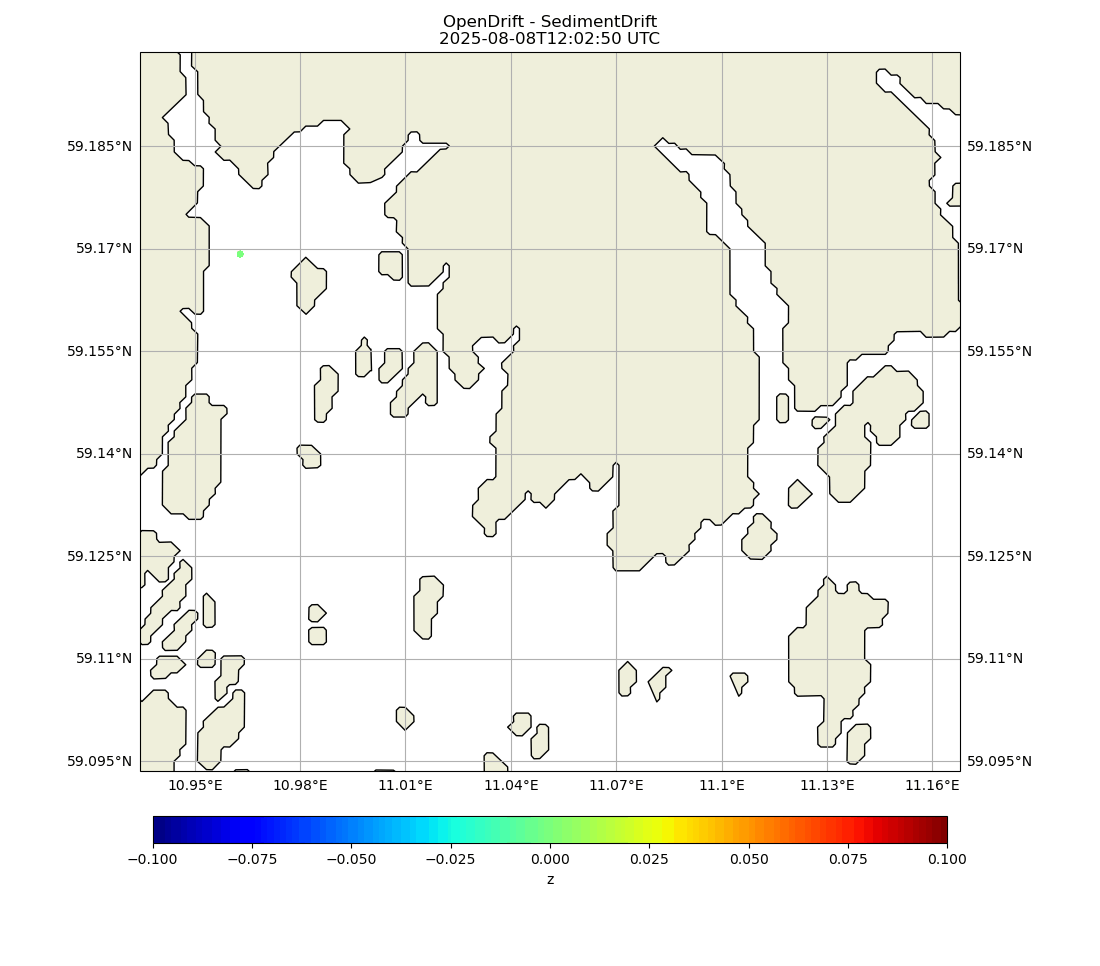 OpenDrift - SedimentDrift
2025-08-08T12:02:50 UTC
59.185°N 59.185°N
59.17°N 59.17°N
59.155°N 59.155°N
59.14°N 59.14°N
59.125°N 59.125°N
59.11°N 59.11°N
59.095°N 59.095°N
10.95°E 10.98°E 11.01°E 11.04°E 11.07°E 11.1°E 11.13°E 11.16°E
−0.100 −0.075 −0.050 −0.025 0.000 0.025 0.050 0.075 0.100
z